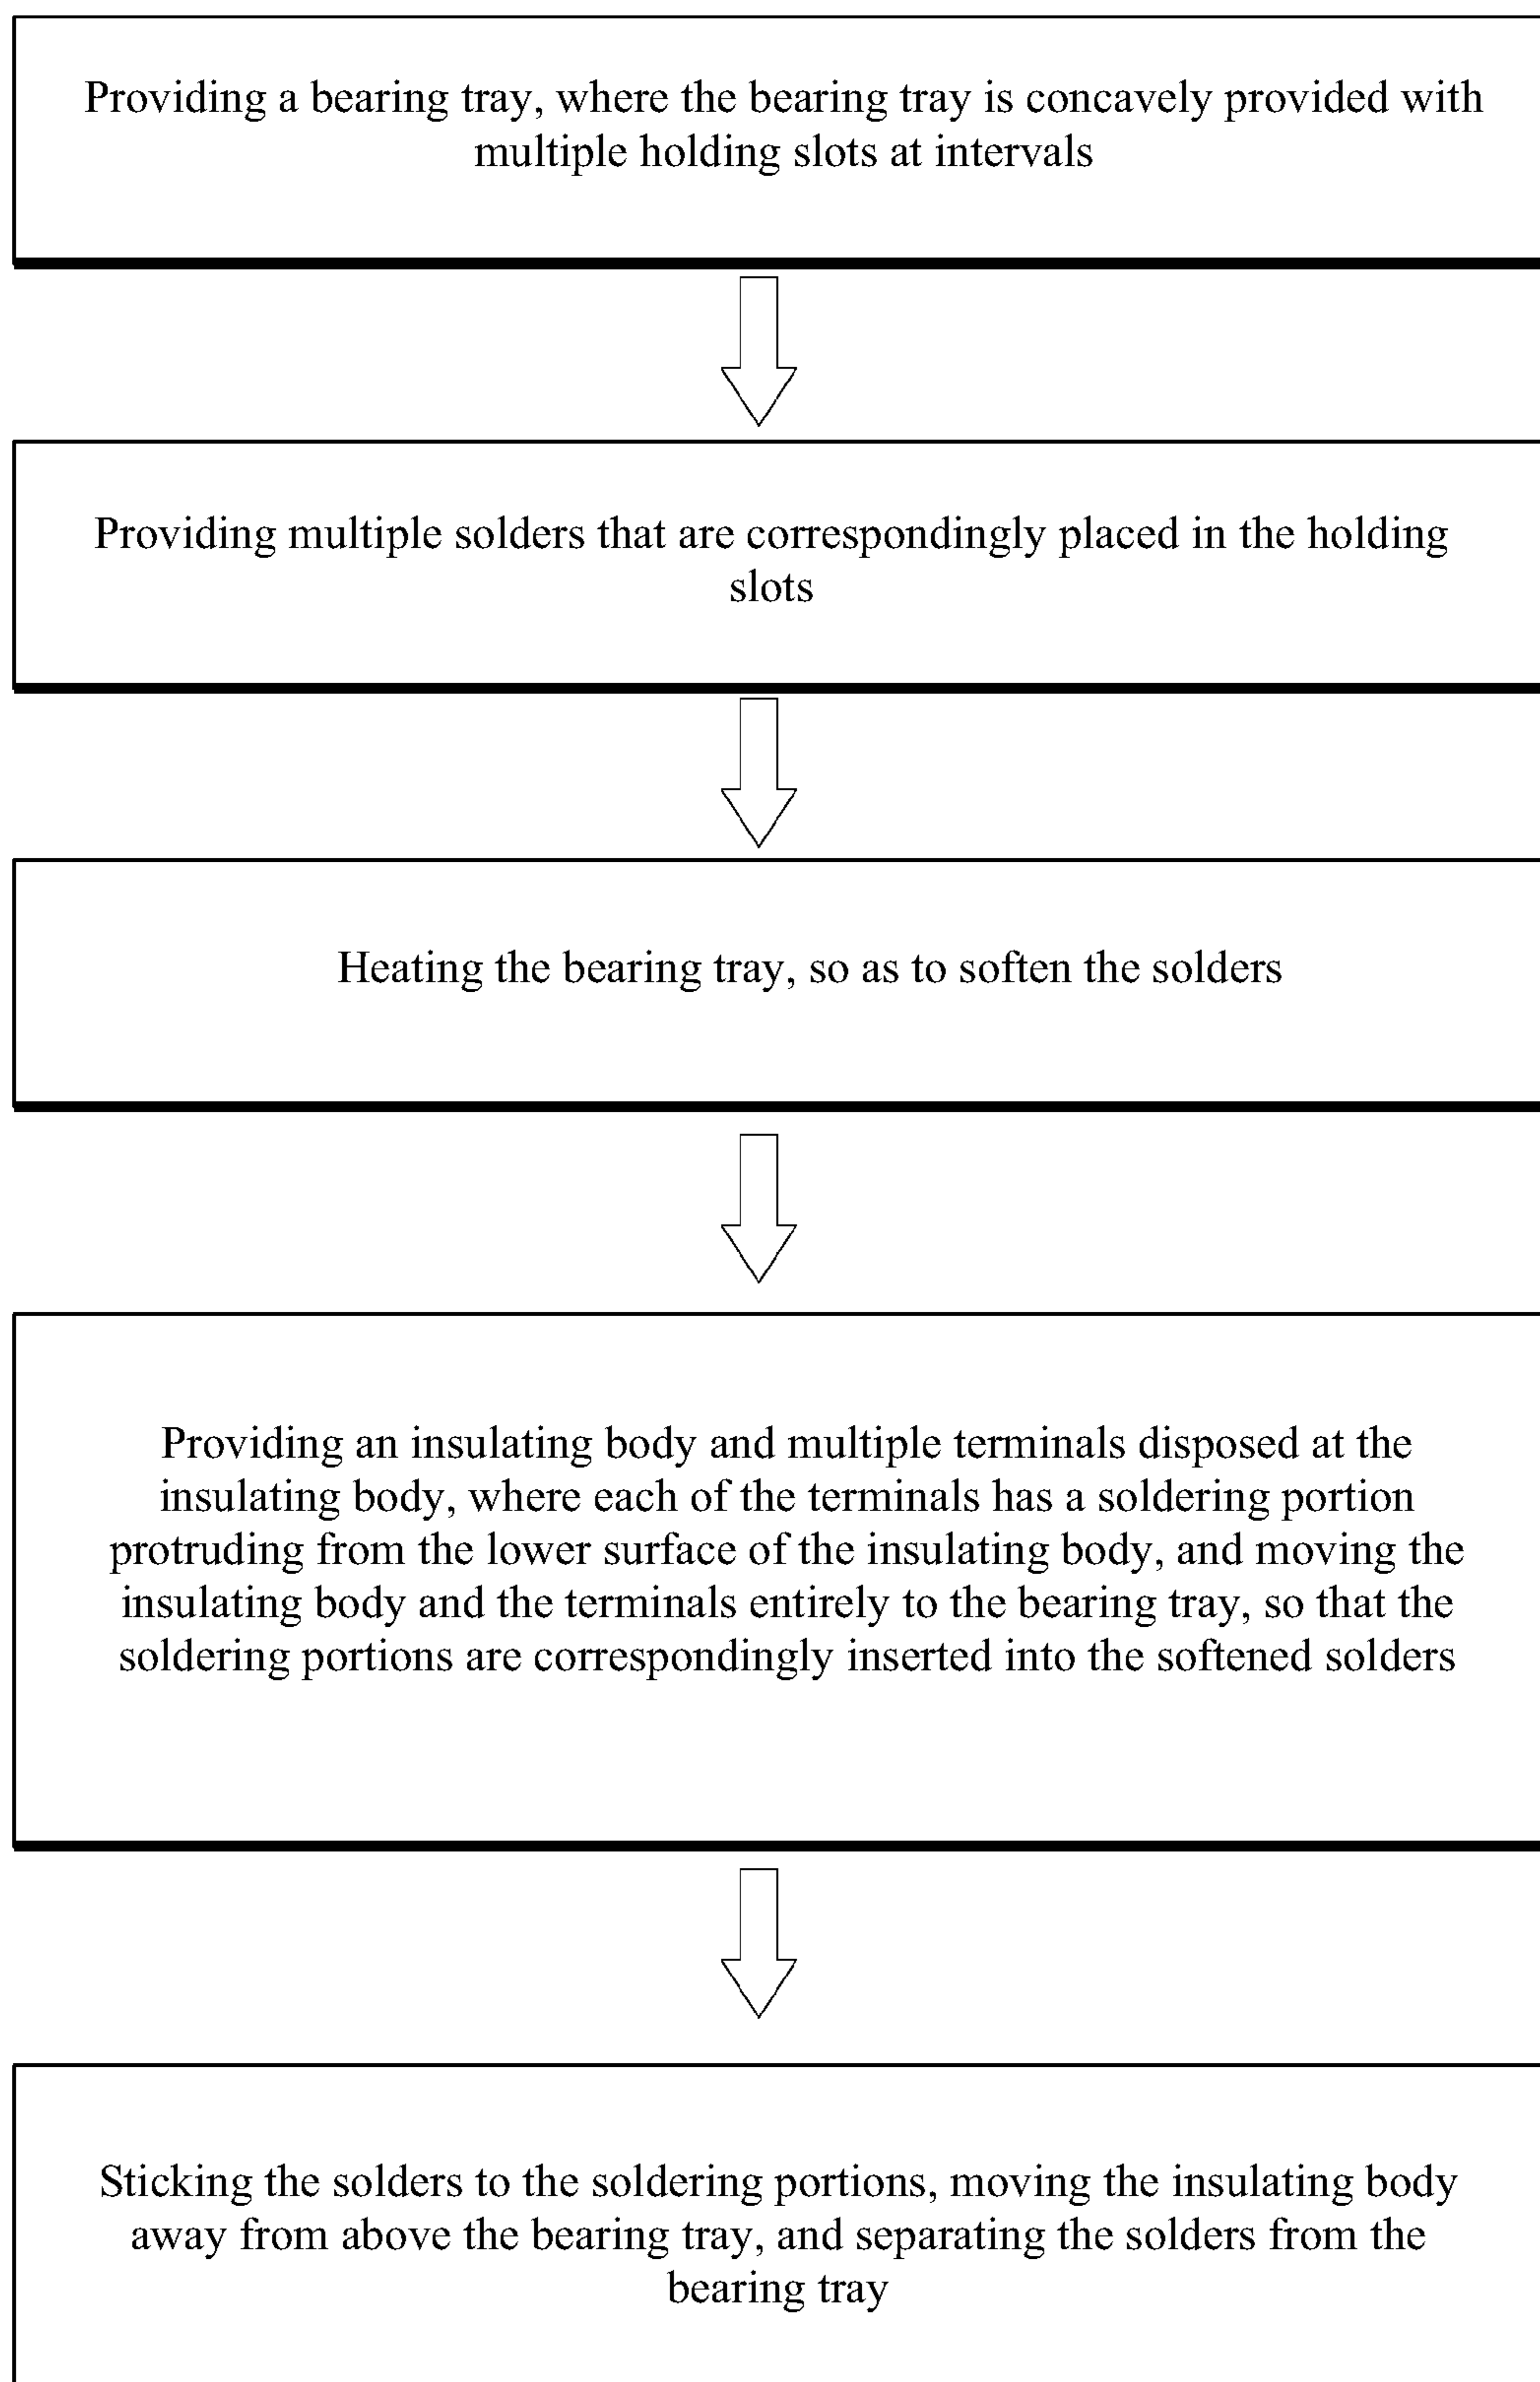 Providing a bearing tray, where the bearing tray is concavely provided with
multiple holding slots at intervals
Providing multiple solders that are correspondingly placed in the holding
slots
Heating the bearing tray, so as to soften the solders
Providing an insulating body and multiple terminals disposed at the
insulating body, where each of the terminals has a soldering portion
protruding from the lower surface of the insulating body, and moving the
insulating body and the terminals entirely to the bearing tray, so that the
soldering portions are correspondingly inserted into the softened solders
Sticking the solders to the soldering portions, moving the insulating body
away from above the bearing tray, and separating the solders from the
bearing tray